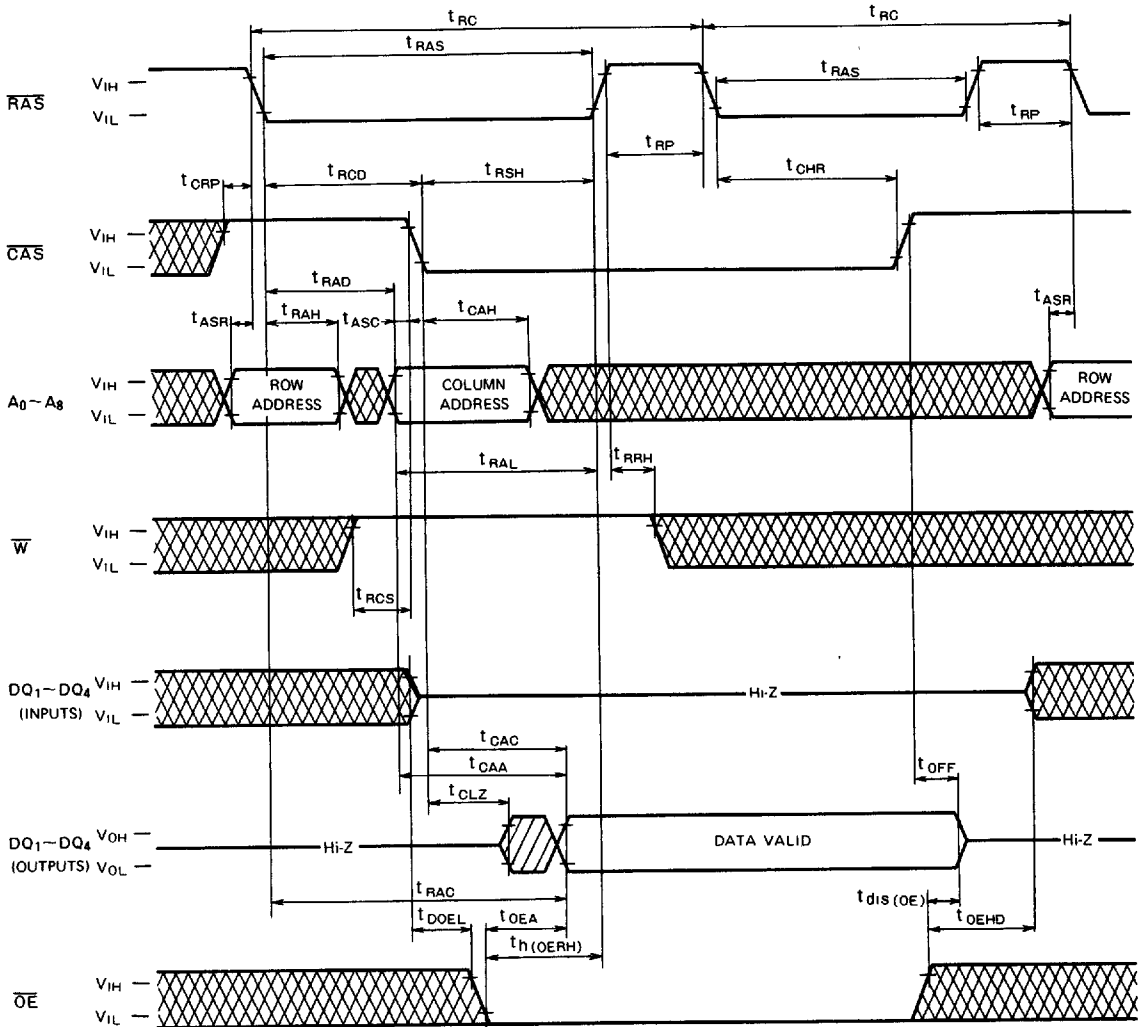 tRC tRC
tRAS
tRAS
VIH
RAS
VIL
tRP
tRP
tCRP tRCD tRSH tCHR
VIH
CAS
VIL
tRAD
tASR tRAH tASC tCAH tASR
VIH
A0~A8
VIL
ROW ADDRESS
COLUMN ADDRESS
ROW ADDRESS
tRAL tRRH
VIH
W
VIL
tRCS
DQ1~DQ4 VIH
(INPUTS) VIL
Hi-Z
tCAC
tCAA
tCLZ
tOFF
DQ1~DQ4 VOH
(OUTPUTS) VOL
Hi-Z DATA VALID Hi-Z
tRAC
tDOEL tOEA
th(OERH)
tdis(OE) tOEHD
VIH
OE
VIL